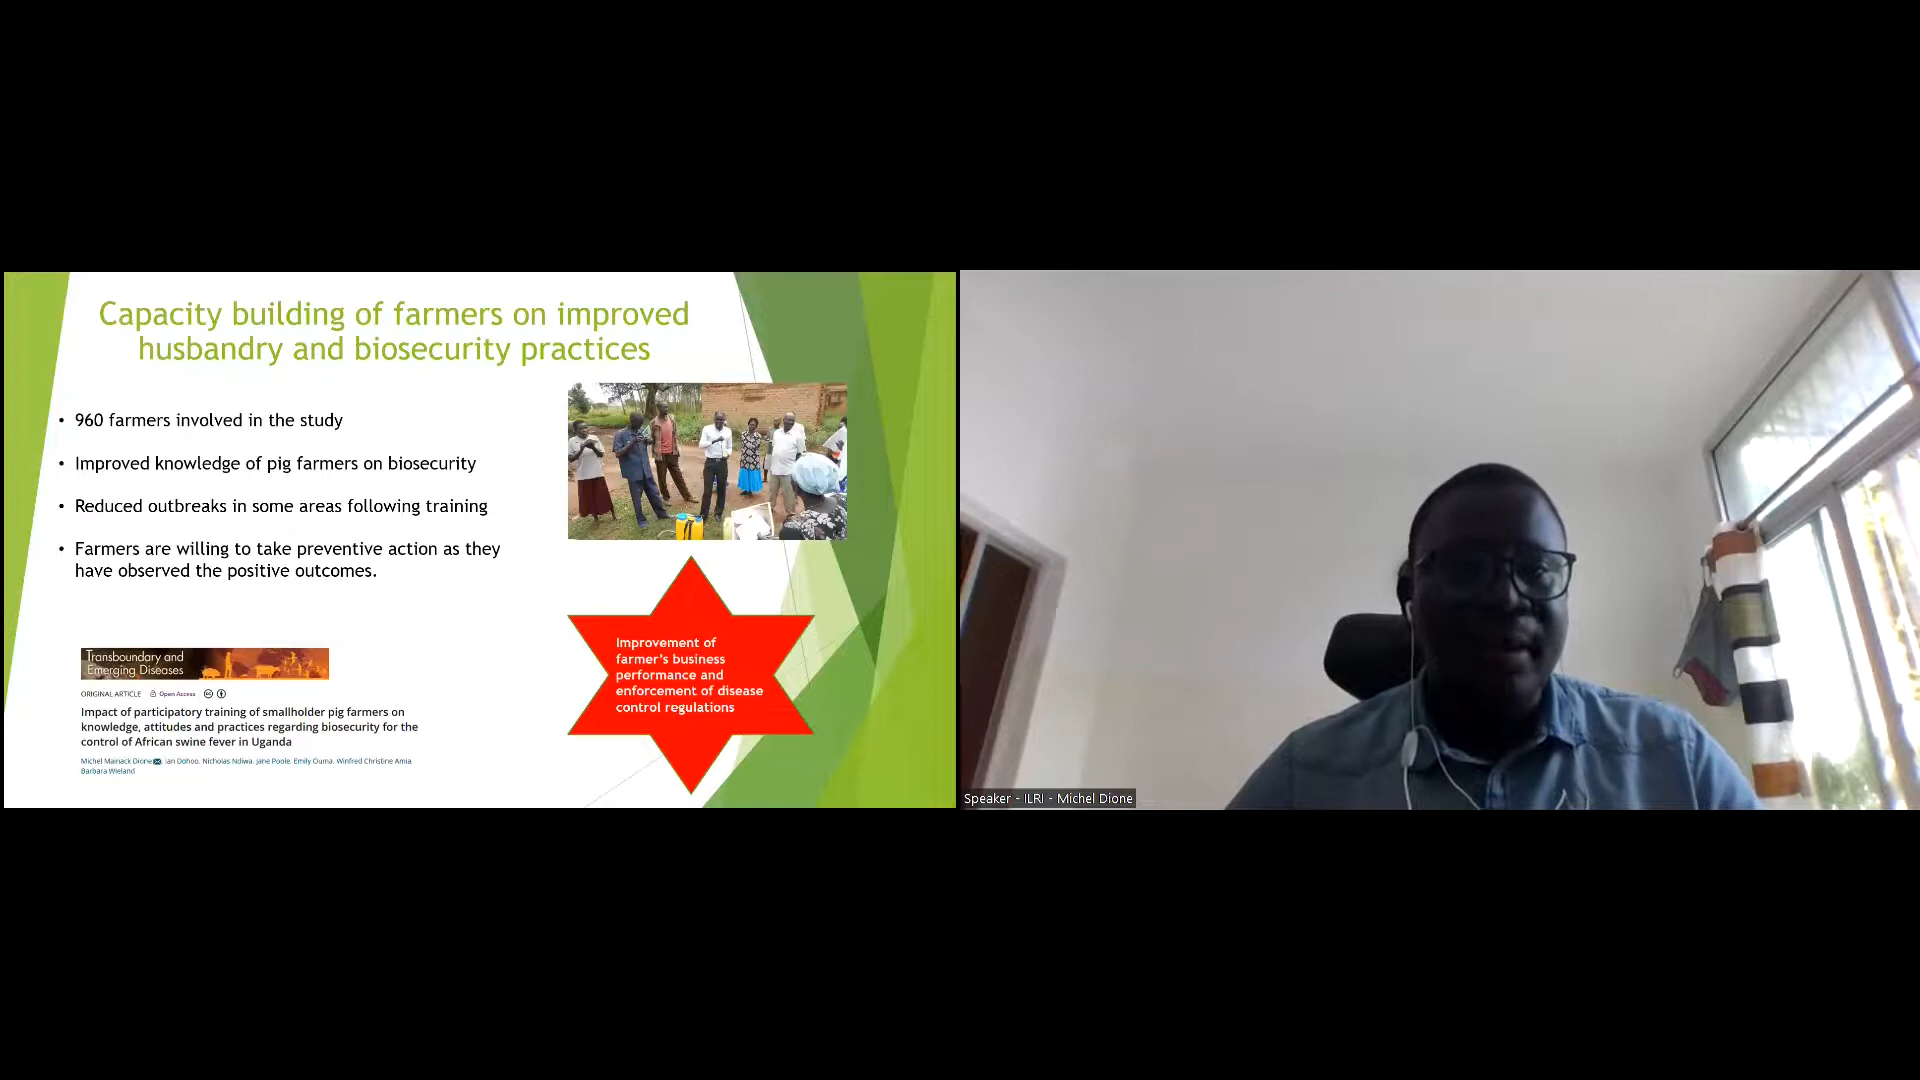 Capacity building of farmers on improved
husbandry and biosecurity practices
• 960 farmers involved in the study
• Improved knowledge of pig farmers on biosecurity
• Reduced outbreaks in some areas following training
• Farmers are willing to take preventive action as they
have observed the positive outcomes.
Improvement of
farmer's business
performance and
enforcement of disease
control regulations
Transboundary and
Emerging Diseases
ORIGINAL ARTICLE Open Access
Impact of participatory training of smallholder pig farmers on
knowledge, attitudes and practices regarding biosecurity for the
control of African swine fever in Uganda
Michel Mainack Dione, Ian Dohoo, Nicholas Ndiwa, Jane Poole, Emily Ouma, Winfred Christine Amia,
Barbara Wieland
Speaker - ILRI - Michel Dione